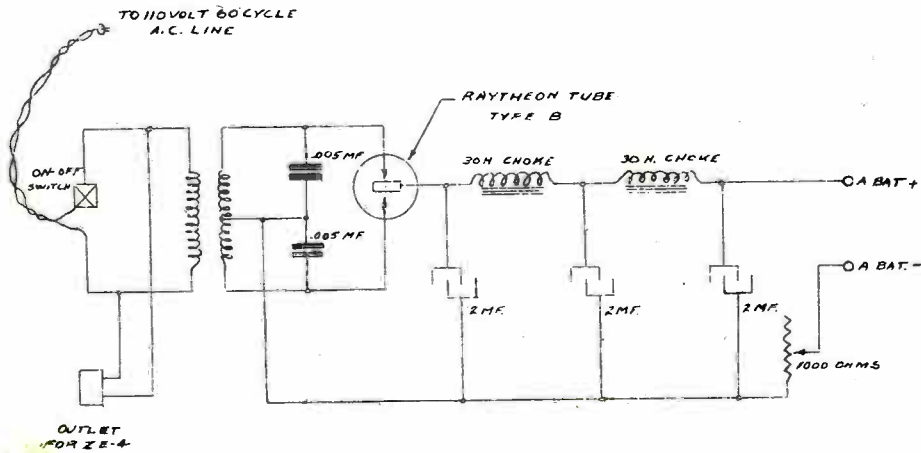 TO 110 VOLT 60 CYCLE
A.C. LINE
RAYTHEON TUBE
TYPE B
ON-OFF
SWITCH
.005 MF
.005 MF.
30 H CHOKE
30 H. CHOKE
A BAT +
A BAT. -
2 MF.
2 MF.
2 MF.
1000 OHMS
OUTLET
FOR ZE-4